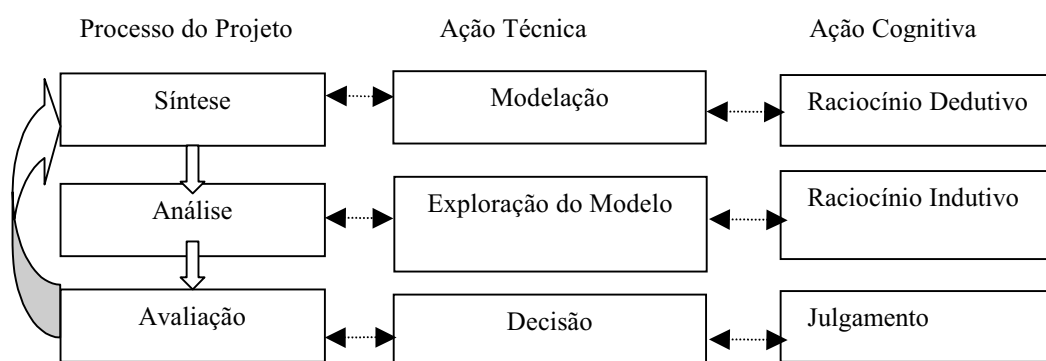 Processo do Projeto Ação Técnica Ação Cognitiva
Síntese Modelação Raciocínio Dedutivo
Análise Exploração do Modelo Raciocínio Indutivo
Avaliação Decisão Julgamento